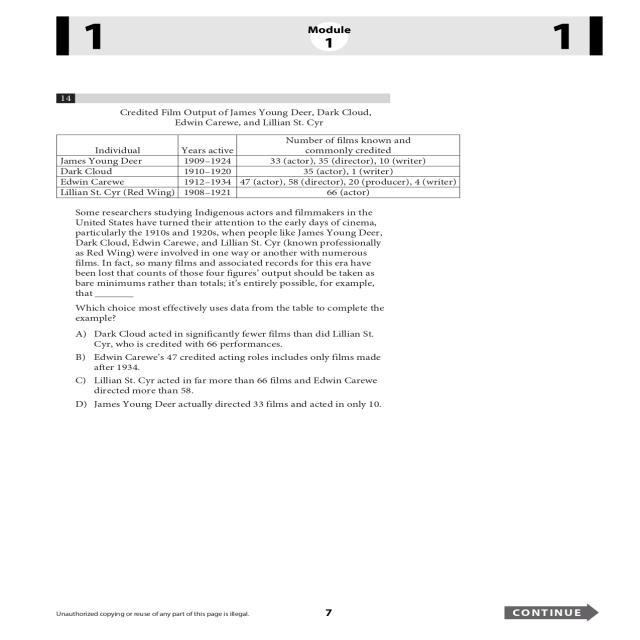 1
Module
1
1
14
Credited Film Output of James Young Deer, Dark Cloud,
Edwin Carewe, and Lillian St. Cyr
Individual Years active Number of films known and commonly credited
James Young Deer 1909–1924 33 (actor), 35 (director), 10 (writer)
Dark Cloud 1910–1920 35 (actor), 1 (writer)
Edwin Carewe 1912–1934 47 (actor), 58 (director), 20 (producer), 4 (writer)
Lillian St. Cyr (Red Wing) 1908–1921 66 (actor)
Some researchers studying Indigenous actors and filmmakers in the
United States have turned their attention to the early days of cinema,
particularly the 1910s and 1920s, when people like James Young Deer,
Dark Cloud, Edwin Carewe, and Lillian St. Cyr (known professionally
as Red Wing) were involved in one way or another with numerous
films. In fact, so many films and associated records for this era have
been lost that counts of those four figures' output should be taken as
bare minimums rather than totals; it's entirely possible, for example,
that ________
Which choice most effectively uses data from the table to complete the
example?
A) Dark Cloud acted in significantly fewer films than did Lillian St.
Cyr, who is credited with 66 performances.
B) Edwin Carewe's 47 credited acting roles includes only films made
after 1934.
C) Lillian St. Cyr acted in far more than 66 films and Edwin Carewe
directed more than 58.
D) James Young Deer actually directed 33 films and acted in only 10.
Unauthorized copying or reuse of any part of this page is illegal.
7
CONTINUE